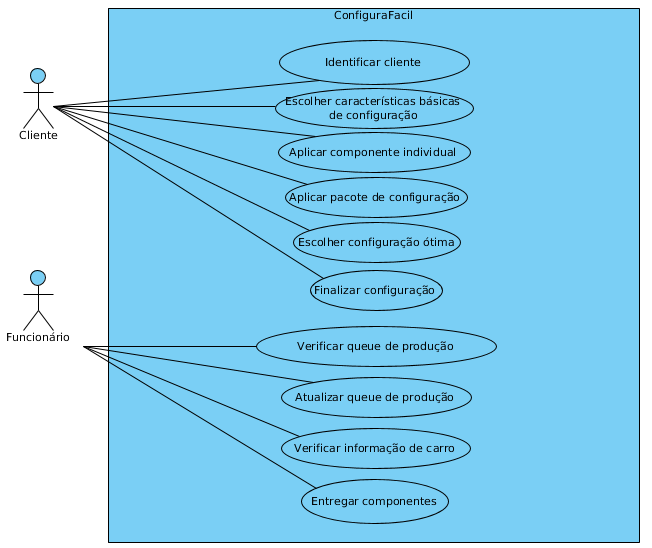 ConfiguraFacil
Identificar cliente
Escolher características básicas
de configuração
Cliente
Aplicar componente individual
Aplicar pacote de configuração
Escolher configuração ótima
Finalizar configuração
Funcionário
Verificar queue de produção
Atualizar queue de produção
Verificar informação de carro
Entregar componentes